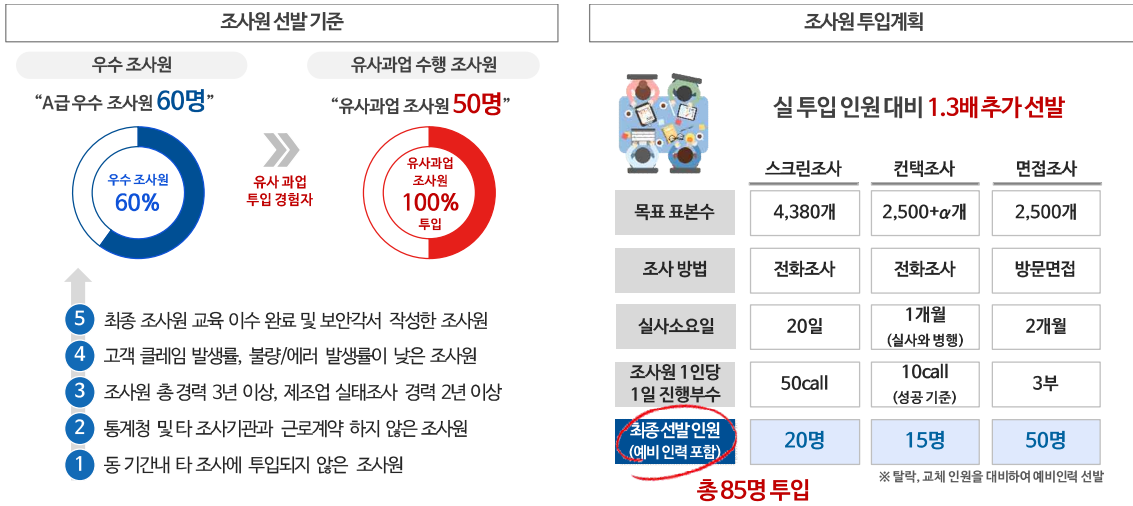 조사원 선발 기준
우수 조사원
유사과업 수행 조사원
“A급 우수 조사원 60명”
“유사과업 조사원 50명”
우수 조사원
60%
유사 과업
투입 경험자
유사과업
조사원
100%
투입
5 최종 조사원 교육 이수 완료 및 보안각서 작성한 조사원
4 고객 클레임 발생률, 불량/에러 발생률이 낮은 조사원
3 조사원 총 경력 3년 이상, 제조업 실태조사 경력 2년 이상
2 통계청 및 타 조사기관과 근로계약 하지 않은 조사원
1 동 기간내 타 조사에 투입되지 않은 조사원
조사원 투입계획
실 투입 인원 대비 1.3배 추가 선발
스크린조사 컨택조사 면접조사
목표 표본수 4,380개 2,500+α개 2,500개
조사 방법 전화조사 전화조사 방문면접
실사소요일 20일 1개월 2개월
(실사와 병행)
조사원 1인당
1일 진행부수 50call 10call 3부
(성공 기준)
최종 선발 인원
(예비 인력 포함) 20명 15명 50명
※ 탈락, 교체 인원을 대비하여 예비인력 선발
총 85명 투입